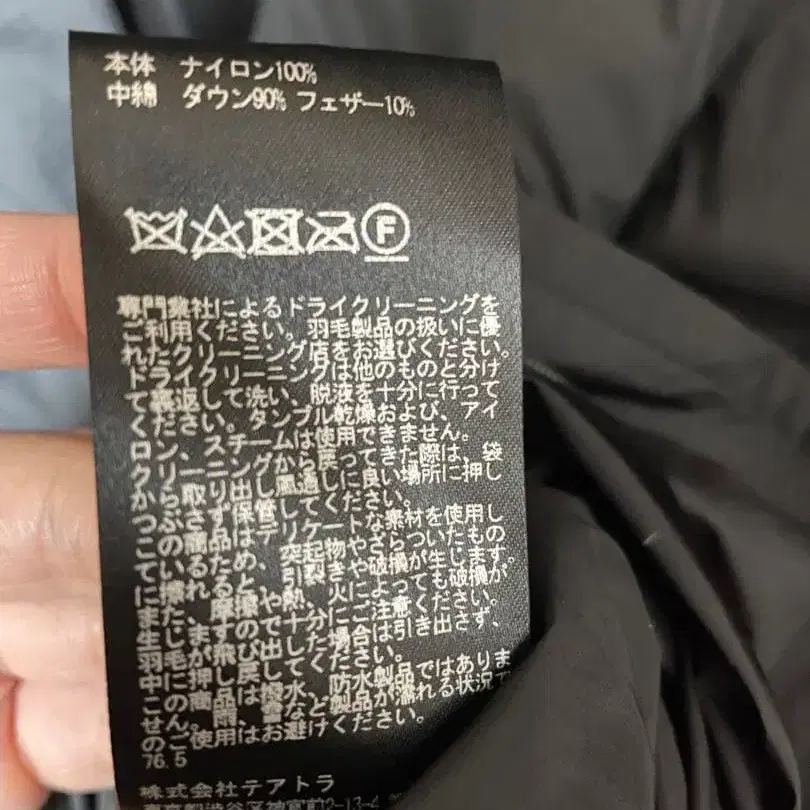 本体 ナイロン100%
中綿 ダウン90% フェザー10%
F
専門業社によるドライクリーニングを
ご利用ください。羽毛製品の扱いに優
れたクリーニング店をお選びください。
ドライクリーニングは他のものと分け
て裏返して洗い、脱液を十分に行って
ください。タンブル乾燥および、アイ
ロン、スチームは使用できません。
クリーニングから戻ってきた際は、袋
から取り出し風通しに良い場所に押し
つぶさず保管してください。
この商品はデリケートな素材を使用し
ているため、突起物やざらついたもの
に擦れると、引裂きや破損が生じます。
また、摩擦や熱、火によっても破損が
生じますので十分にご注意ください。
羽毛が飛び出した場合は引き出さず、
中に押し戻してください。
この商品は撥水、防水製品ではありま
せん。雨、雪など製品が濡れる状況で
のご使用はお避けください。
76.5
株式会社テアトラ
東京都渋谷区神宮前2-13-4